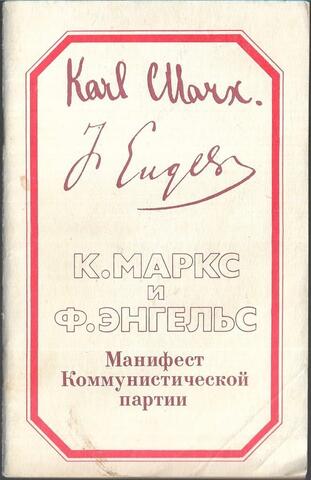 Karl Marx.
F Engels
К.МАРКС
и
Ф.ЭНГЕЛЬС
Манифест
Коммунистической
партии